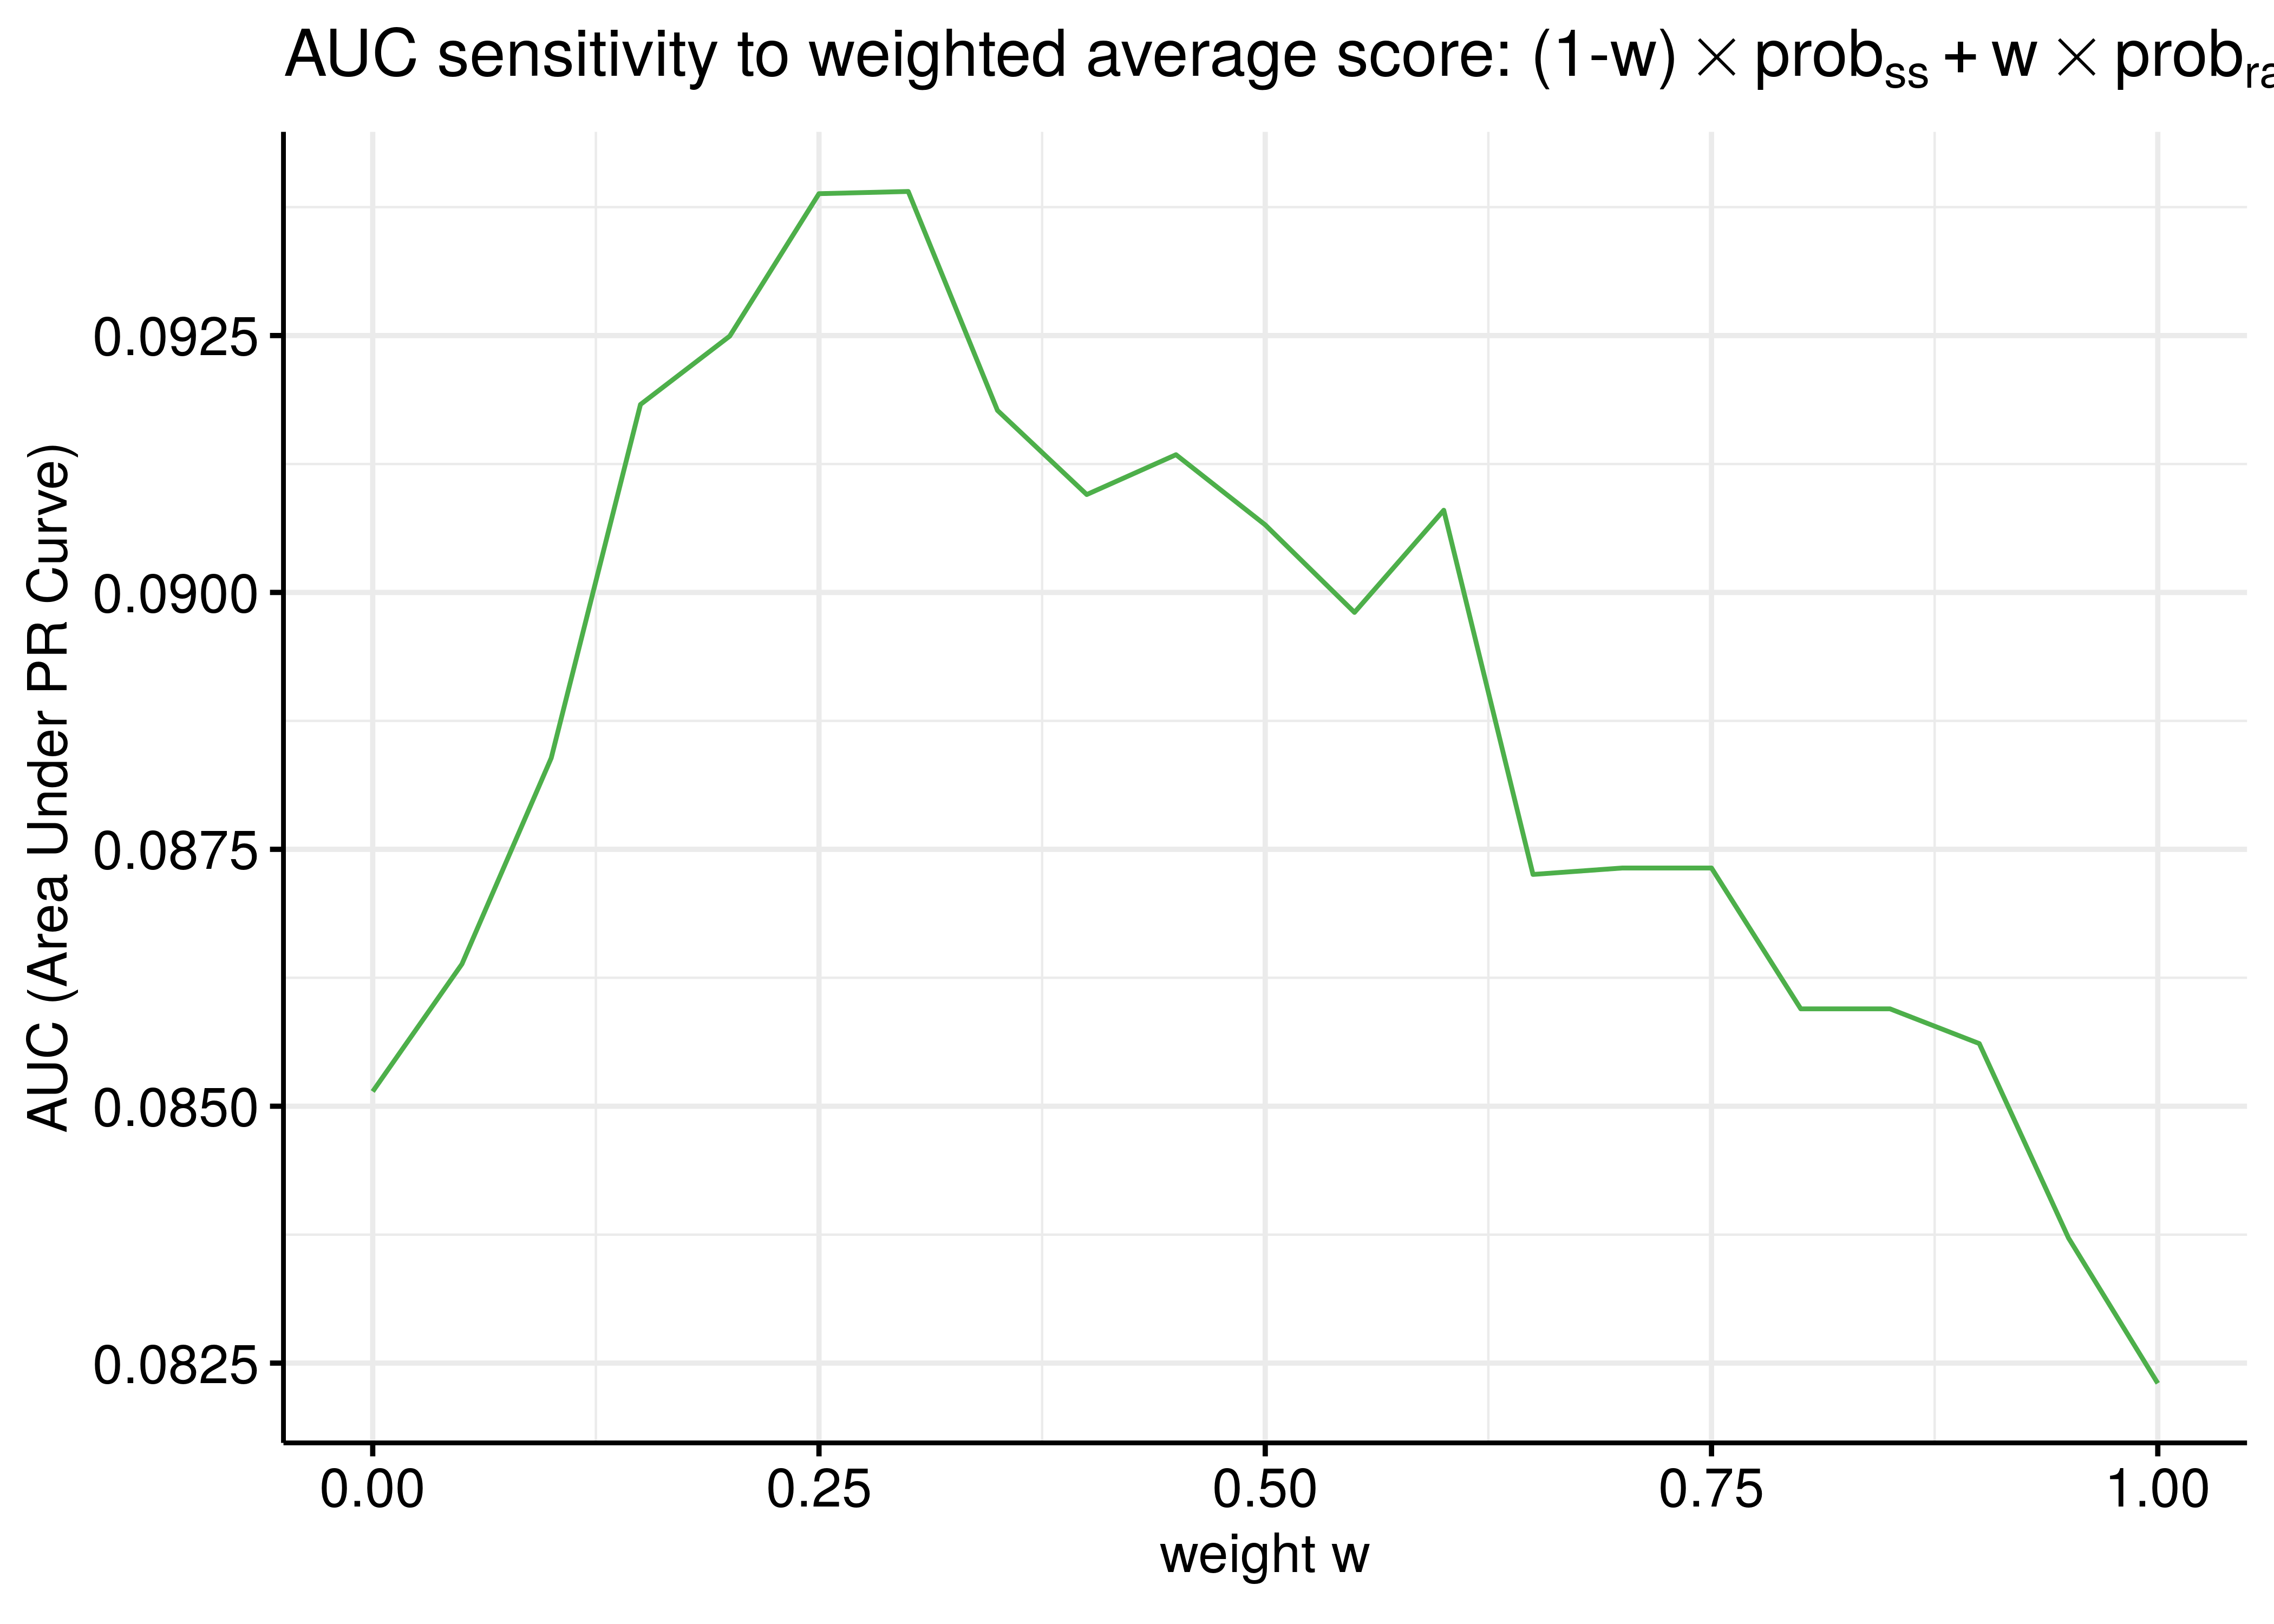 AUC sensitivity to weighted average score: (1-w) × prob_ss + w × prob
AUC (Area Under PR Curve)
0.0925
0.0900
0.0875
0.0850
0.0825
0.00 0.25 0.50 0.75 1.00
weight w